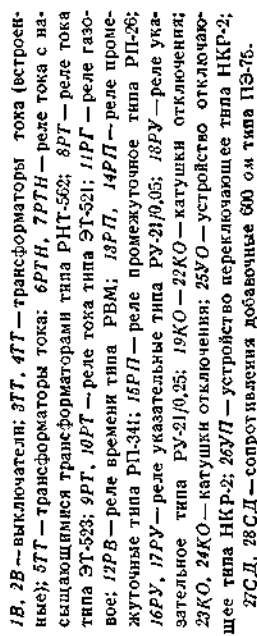 1В, 2В—выключатели; 3ТТ, 4ТТ—трансформаторы тока (встроен-
ные); 5ТТ—трансформаторы тока: 6РТН, 7РТН—реле тока с на-
сыщающимися трансформаторами типа РНТ-562; 8РТ—реле тока
типа ЭТ-523; 9РТ, 10РТ—реле тока типа ЭТ-521; 11РГ—реле газо-
вое; 12РВ—реле времени типа РВМ; 13РП, 14РП—реле проме-
жуточные типа РП-341; 15РП—реле промежуточное типа РП-26;
16РУ, 17РУ—реле указательные типа РУ-21/0,05; 18РУ—реле ука-
зательное типа РУ-21/0,25; 19КО—22КО—катушки отключения;
23КО, 24КО—катушки отключения; 25УО—устройство отключаю-
щее типа НКР-2; 26УП—устройство переключающее типа НКР-2;
27СД, 28СД—сопротивления добавочные 600 ом типа ПЭ-75.